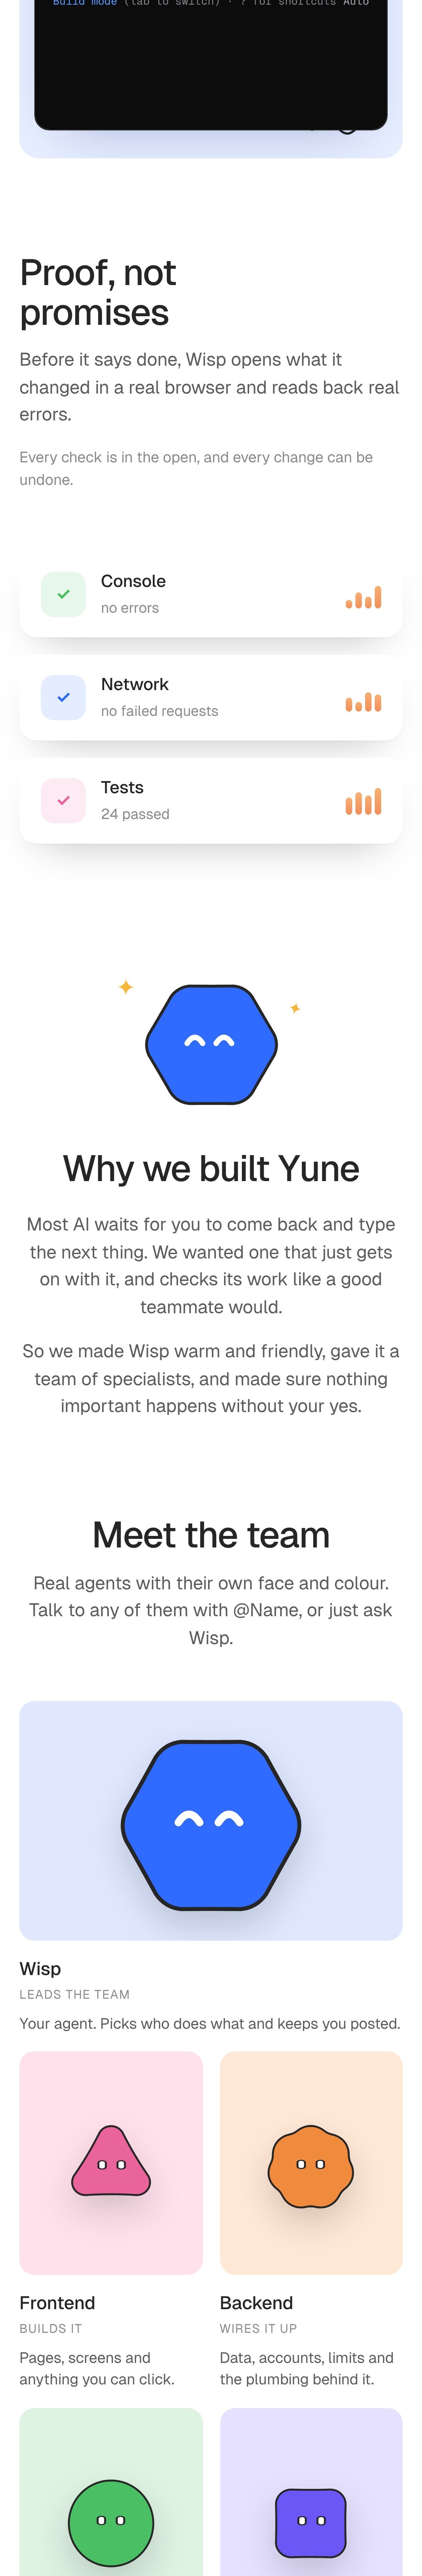 Build mode (tab to switch) · ? for shortcuts Auto
Proof, not
promises
Before it says done, Wisp opens what it
changed in a real browser and reads back real
errors.
Every check is in the open, and every change can be
undone.
Console
no errors
Network
no failed requests
Tests
24 passed
Why we built Yune
Most AI waits for you to come back and type
the next thing. We wanted one that just gets
on with it, and checks its work like a good
teammate would.
So we made Wisp warm and friendly, gave it a
team of specialists, and made sure nothing
important happens without your yes.
Meet the team
Real agents with their own face and colour.
Talk to any of them with @Name, or just ask
Wisp.
Wisp
LEADS THE TEAM
Your agent. Picks who does what and keeps you posted.
Frontend
BUILDS IT
Pages, screens and
anything you can click.
Backend
WIRES IT UP
Data, accounts, limits and
the plumbing behind it.